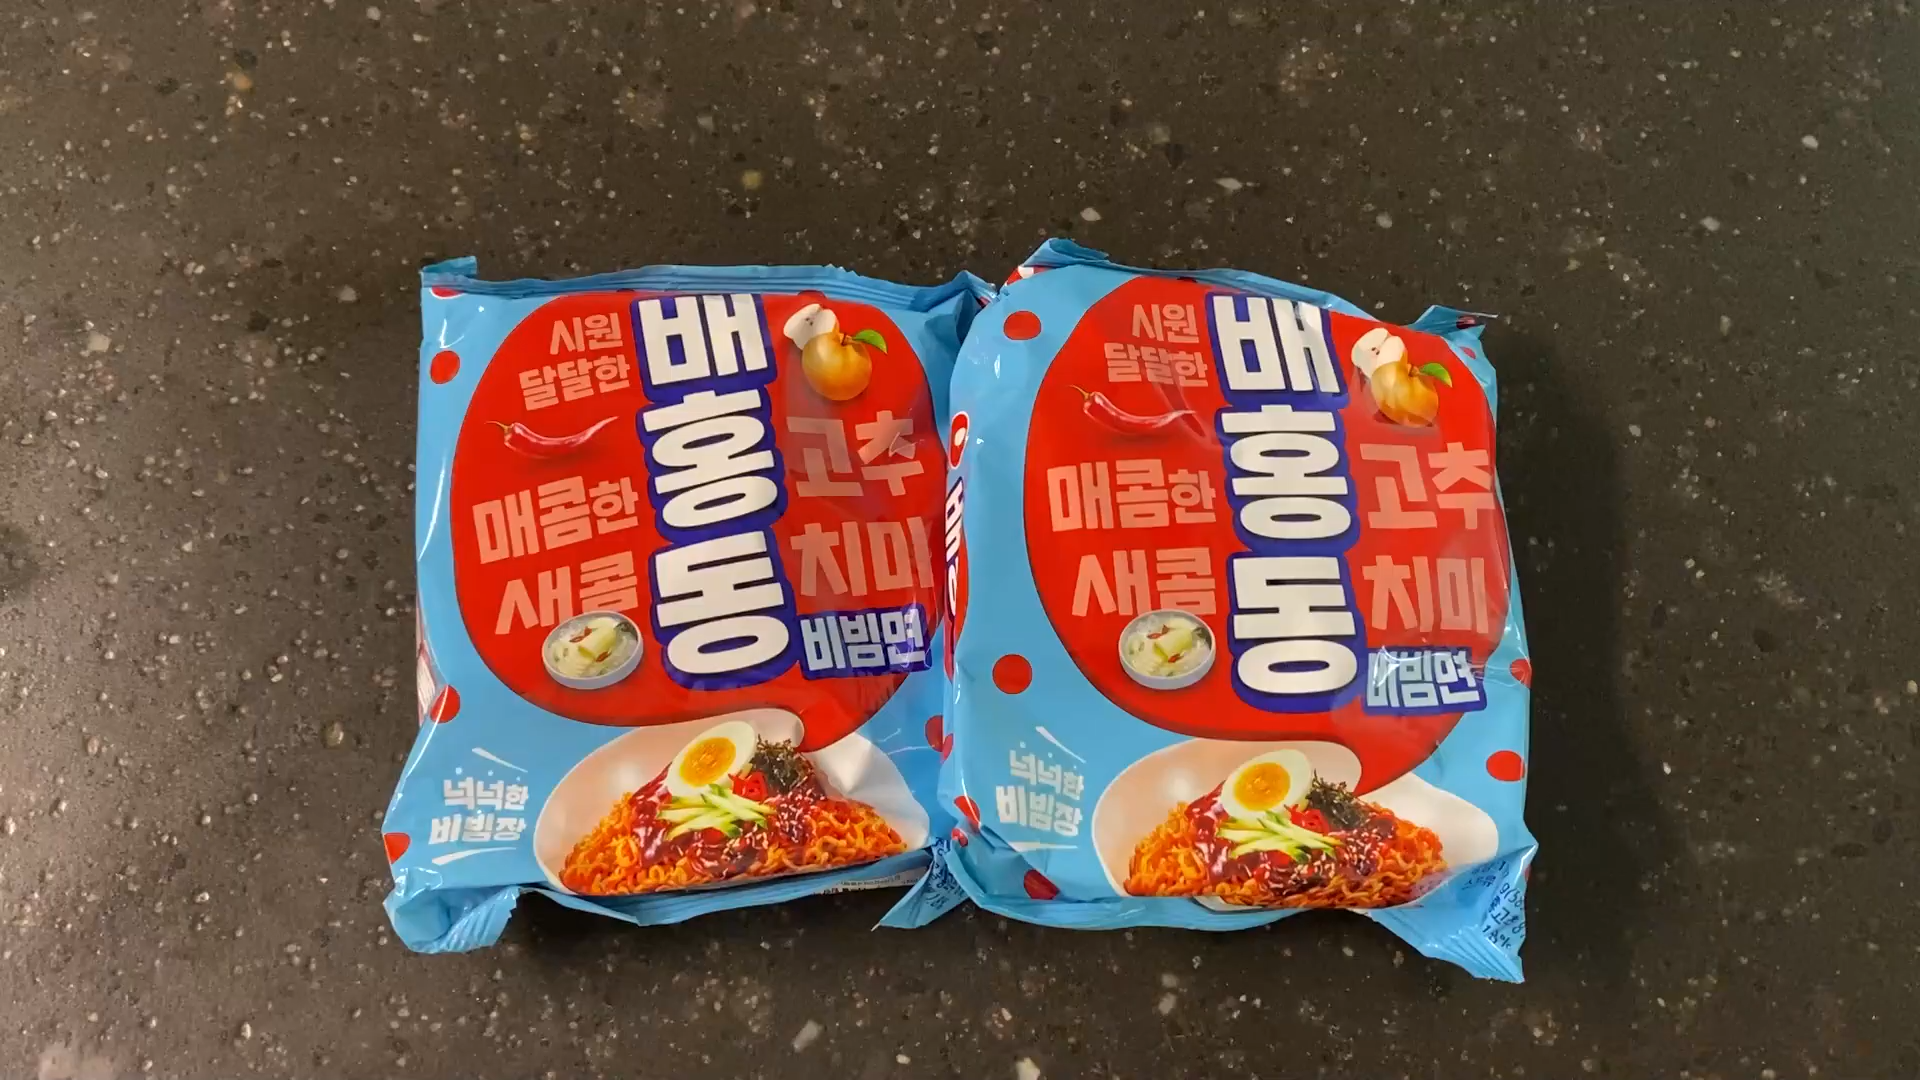 시원
달달한
배
매콤한
홍
고추
새콤
동
치미
비빔면
넉넉한
비빔장
시원
달달한
배
매콤한
홍
고추
새콤
동
치미
비빔면
넉넉한
비빔장